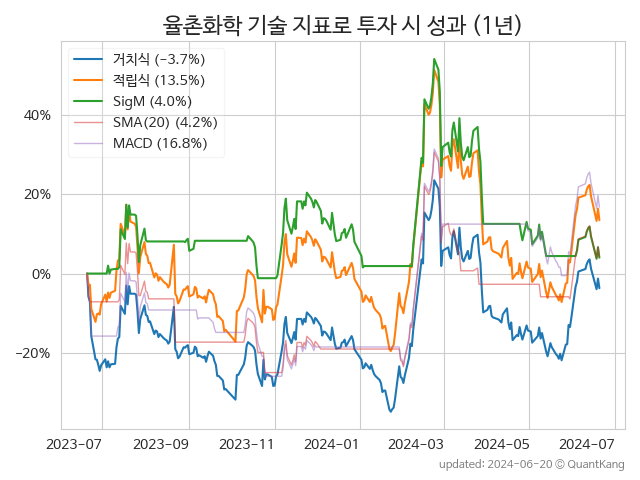 율촌화학 기술 지표로 투자 시 성과 (1년)
거치식 (−3.7%)
적립식 (13.5%)
SigM (4.0%)
SMA(20) (4.2%)
MACD (16.8%)
40%
20%
0%
−20%
2023-07 2023-09 2023-11 2024-01 2024-03 2024-05 2024-07
updated: 2024-06-20 © QuantKang